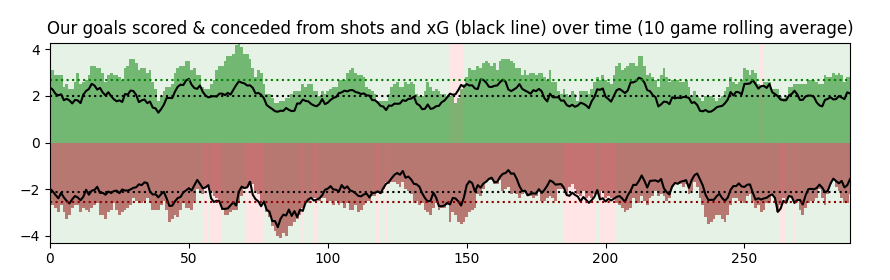 Our goals scored & conceded from shots and xG (black line) over time (10 game rolling average)
4
2
0
−2
−4
0 50 100 150 200 250